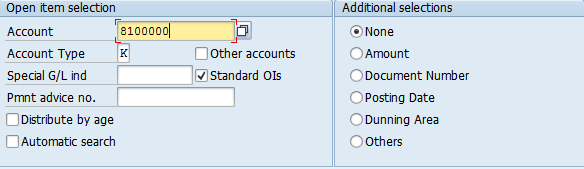 Open item selection
Account 8100000
Account Type K Other accounts
Special G/L ind Standard OIs
Pmnt advice no.
Distribute by age
Automatic search
Additional selections
None
Amount
Document Number
Posting Date
Dunning Area
Others